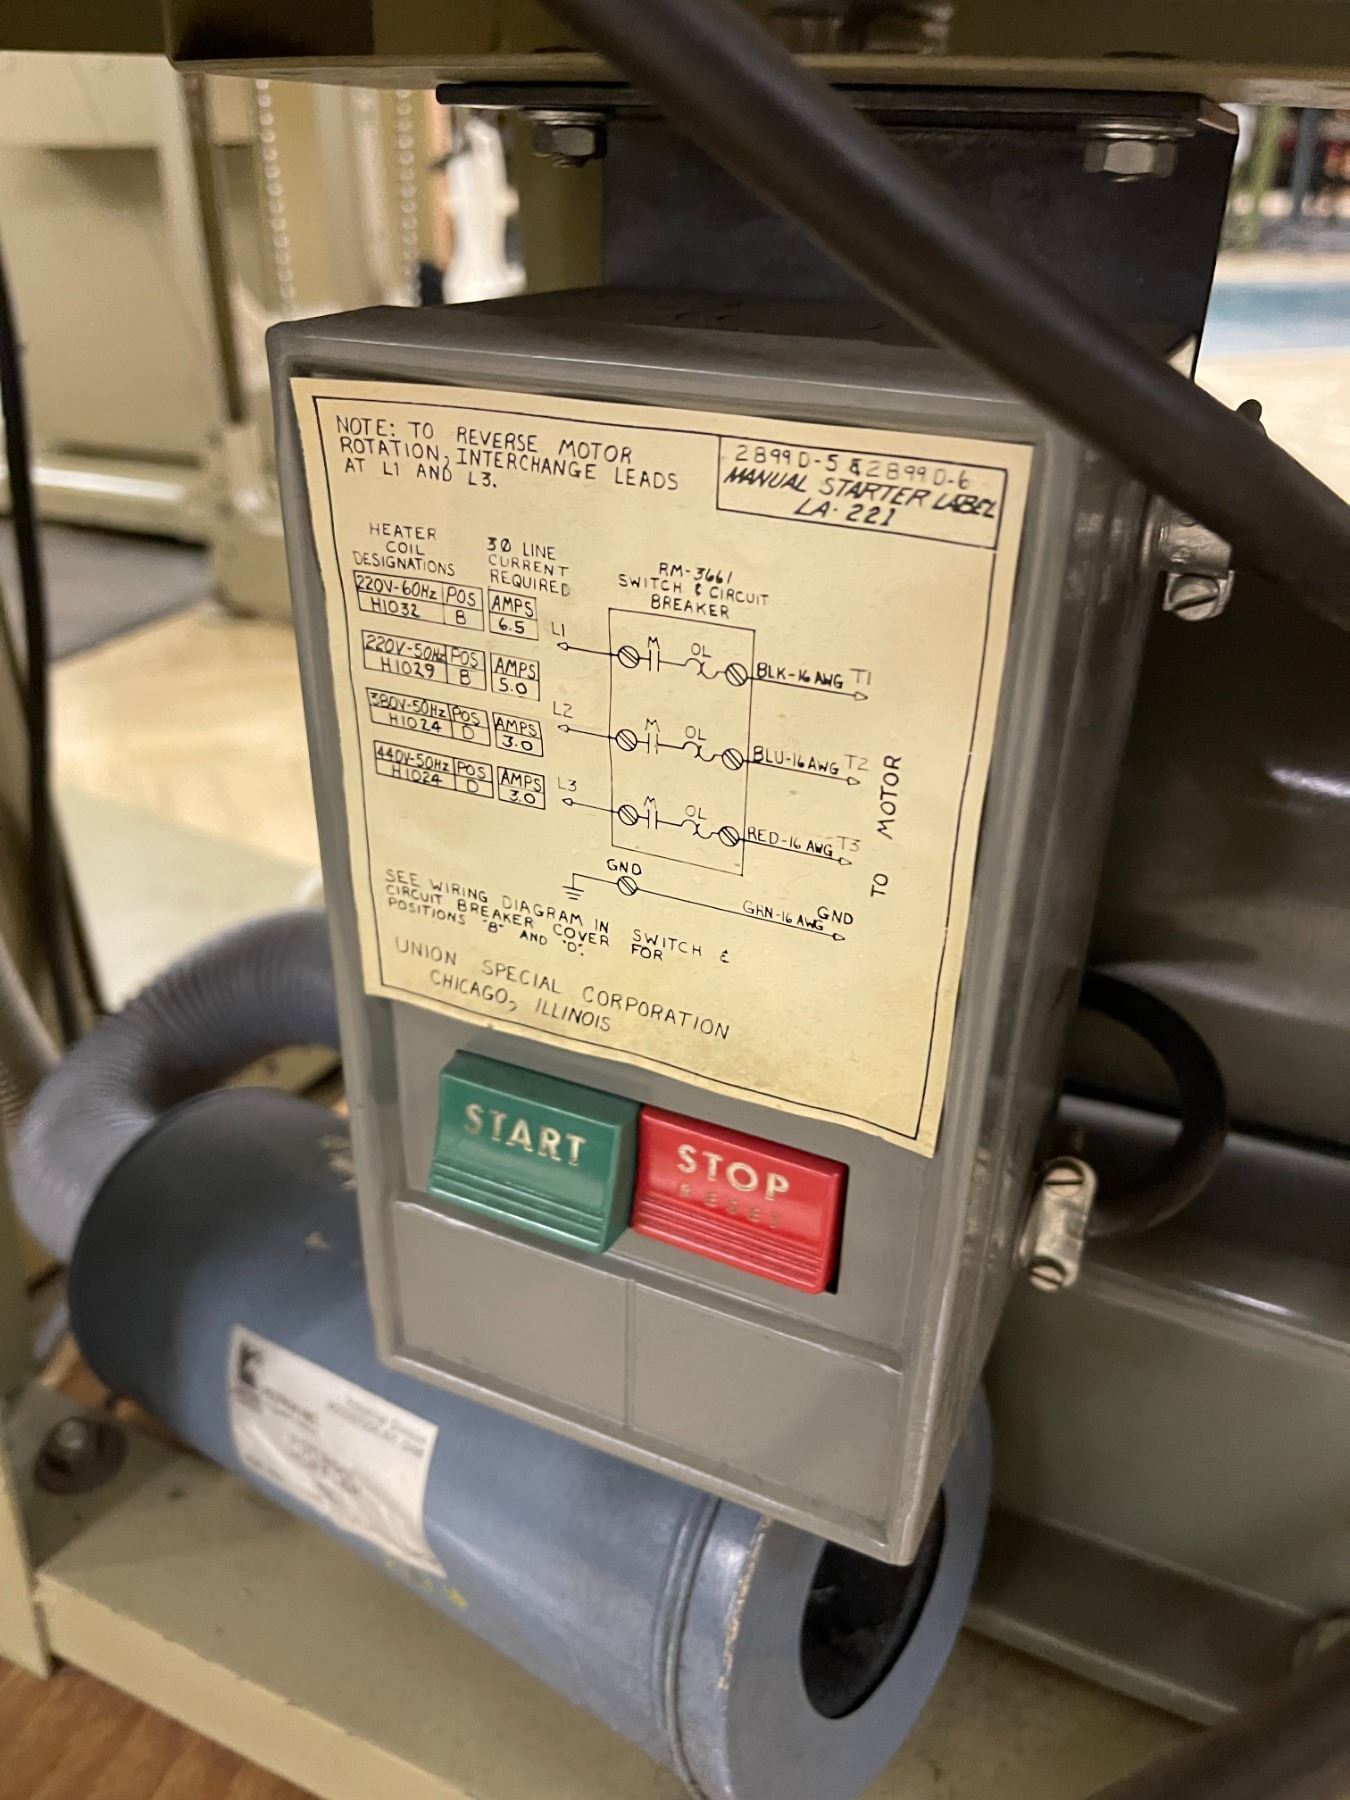 NOTE: TO REVERSE MOTOR
ROTATION, INTERCHANGE LEADS
AT L1 AND L3.
2899D-5 & 2899D-6
MANUAL STARTER LABEL
LA-221
HEATER
COIL
DESIGNATIONS
3Ø LINE
CURRENT
REQUIRED
220V-60Hz POS AMPS
H1032 B 6.5
220V-50Hz POS AMPS
H1029 B 5.0
380V-50Hz POS AMPS
H1024 D 3.0
440V-50Hz POS AMPS
H1024 D 3.0
RM-3661
SWITCH & CIRCUIT
BREAKER
L1 M OL BLK-16 AWG T1
L2 M OL BLU-16 AWG T2
L3 M OL RED-16 AWG T3
GND GRN-16 AWG GND
TO MOTOR
SEE WIRING DIAGRAM IN SWITCH &
CIRCUIT BREAKER COVER FOR
POSITIONS "B" AND "D".
UNION SPECIAL CORPORATION
CHICAGO, ILLINOIS
START
STOP
RESET